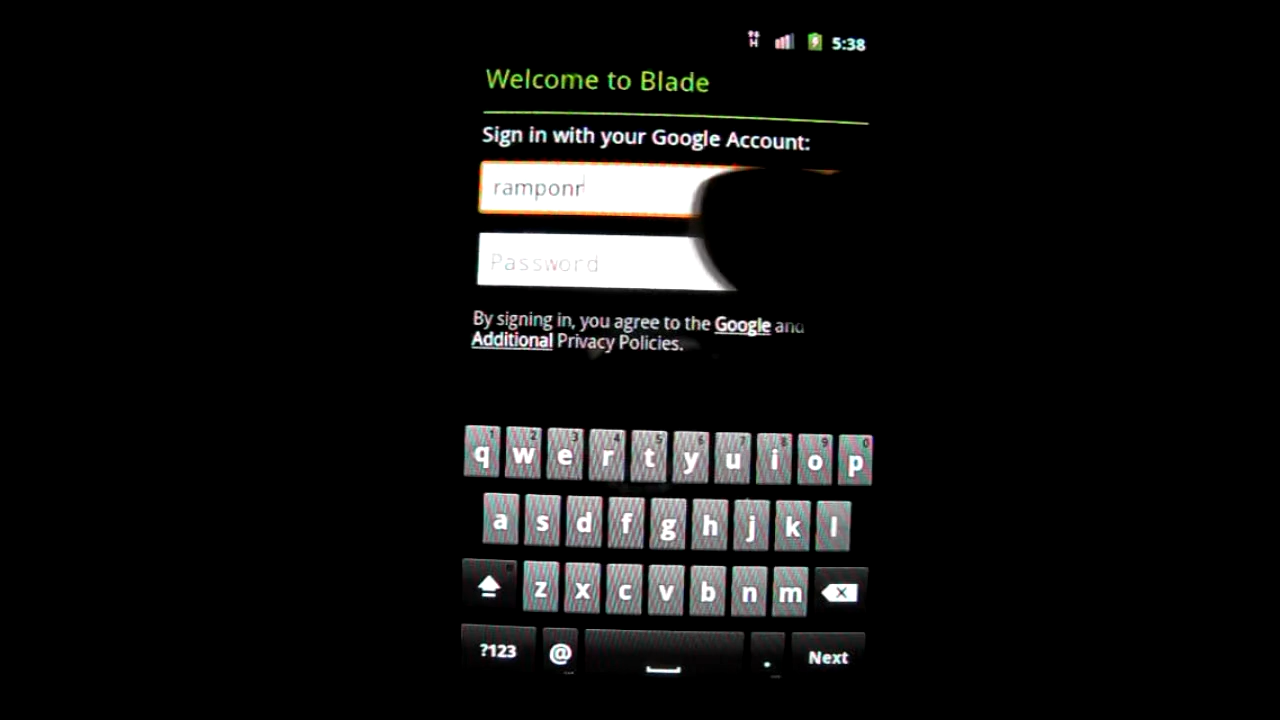 5:38
Welcome to Blade
Sign in with your Google Account:
ramponr
Password
By signing in, you agree to the Google and
Additional Privacy Policies.
q w e r t y u i o p
a s d f g h j k l
z x c v b n m
?123 @ . Next